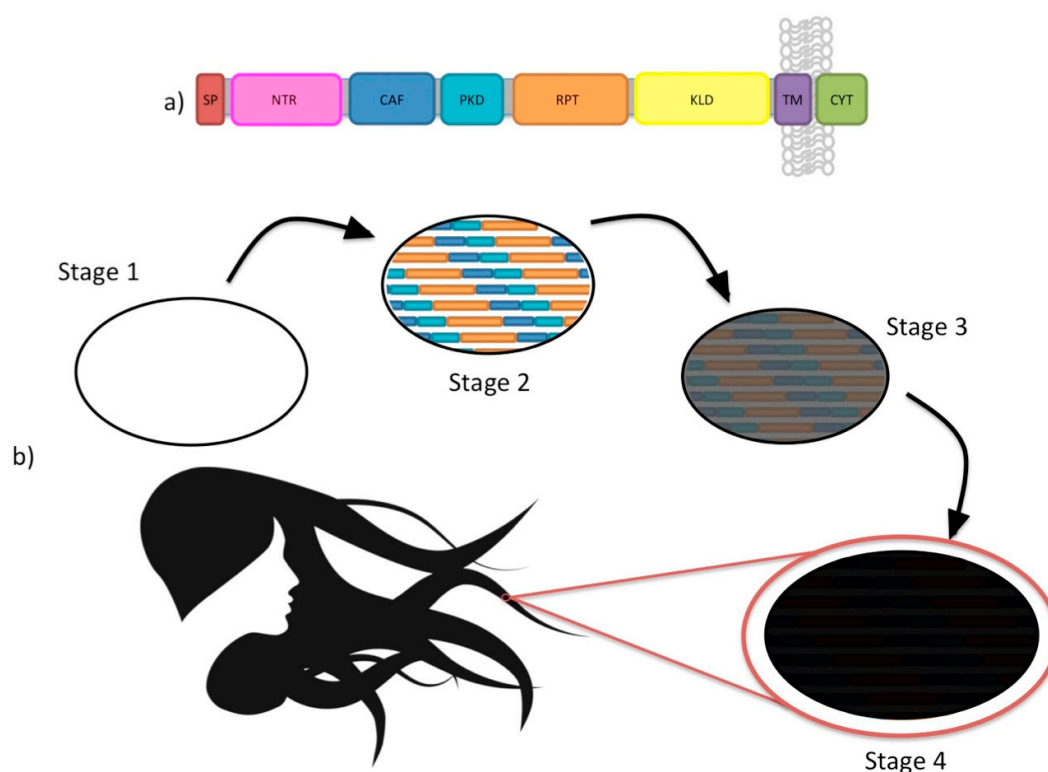 a)
SP NTR CAF PKD RPT KLD TM CYT
Stage 1
Stage 2
Stage 3
b)
Stage 4